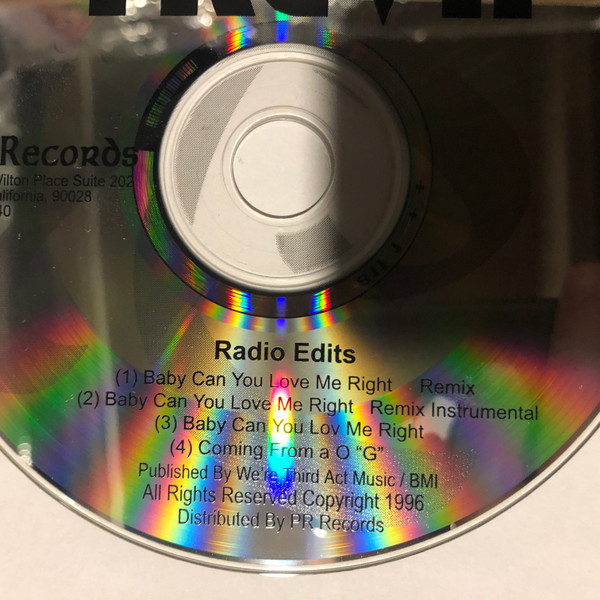 Records
Wilton Place Suite 202
California, 90028
40
Radio Edits
(1) Baby Can You Love Me Right Remix
(2) Baby Can You Love Me Right Remix Instrumental
(3) Baby Can You Lov Me Right
(4) Coming From a O "G"
Published By We're Third Act Music / BMI
All Rights Reserved Copyright 1996
Distributed By PR Records